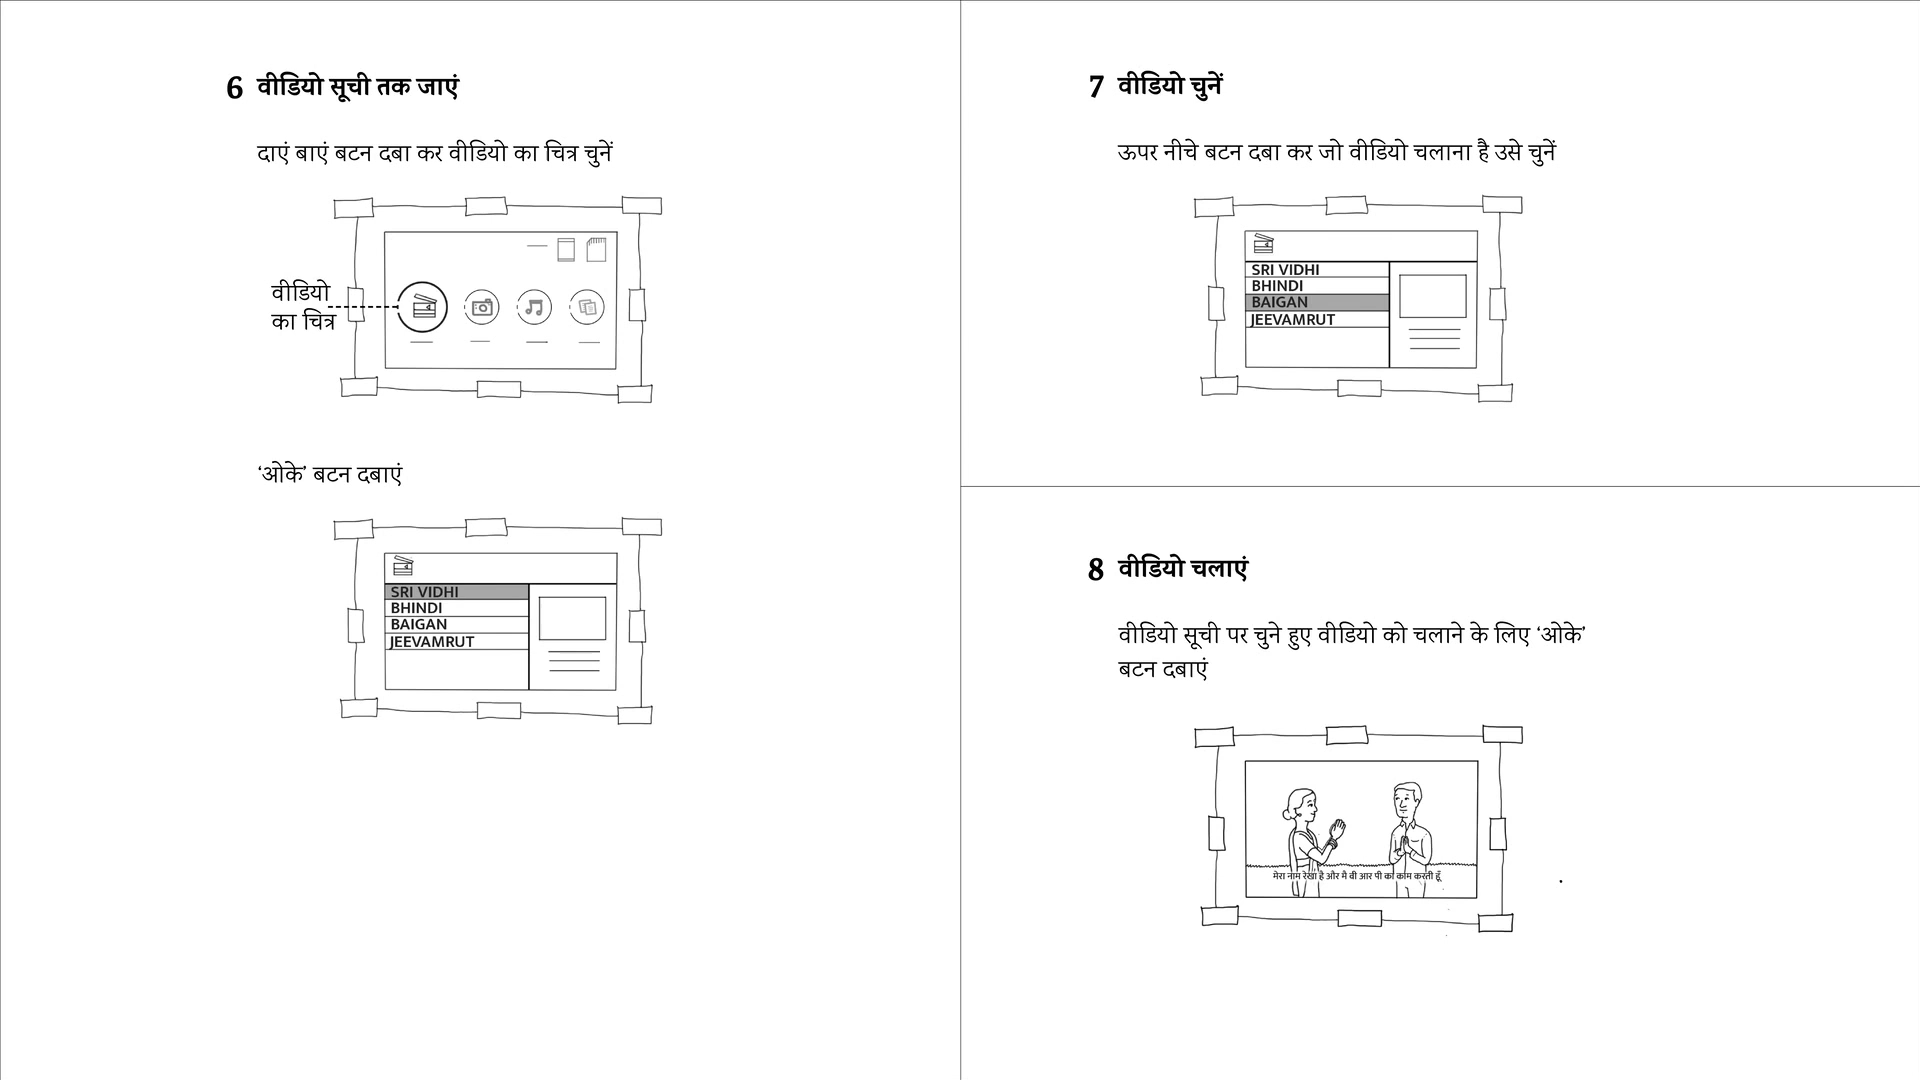 6 वीडियो सूची तक जाएं
दाएं बाएं बटन दबा कर वीडियो का चित्र चुनें
वीडियो
का चित्र
‘ओके’ बटन दबाएं
SRI VIDHI
BHINDI
BAIGAN
JEEVAMRUT
7 वीडियो चुनें
ऊपर नीचे बटन दबा कर जो वीडियो चलाना है उसे चुनें
SRI VIDHI
BHINDI
BAIGAN
JEEVAMRUT
8 वीडियो चलाएं
वीडियो सूची पर चुने हुए वीडियो को चलाने के लिए ‘ओके’
बटन दबाएं
मेरा नाम रेखा है और मै वी आर पी का काम करती हूँ